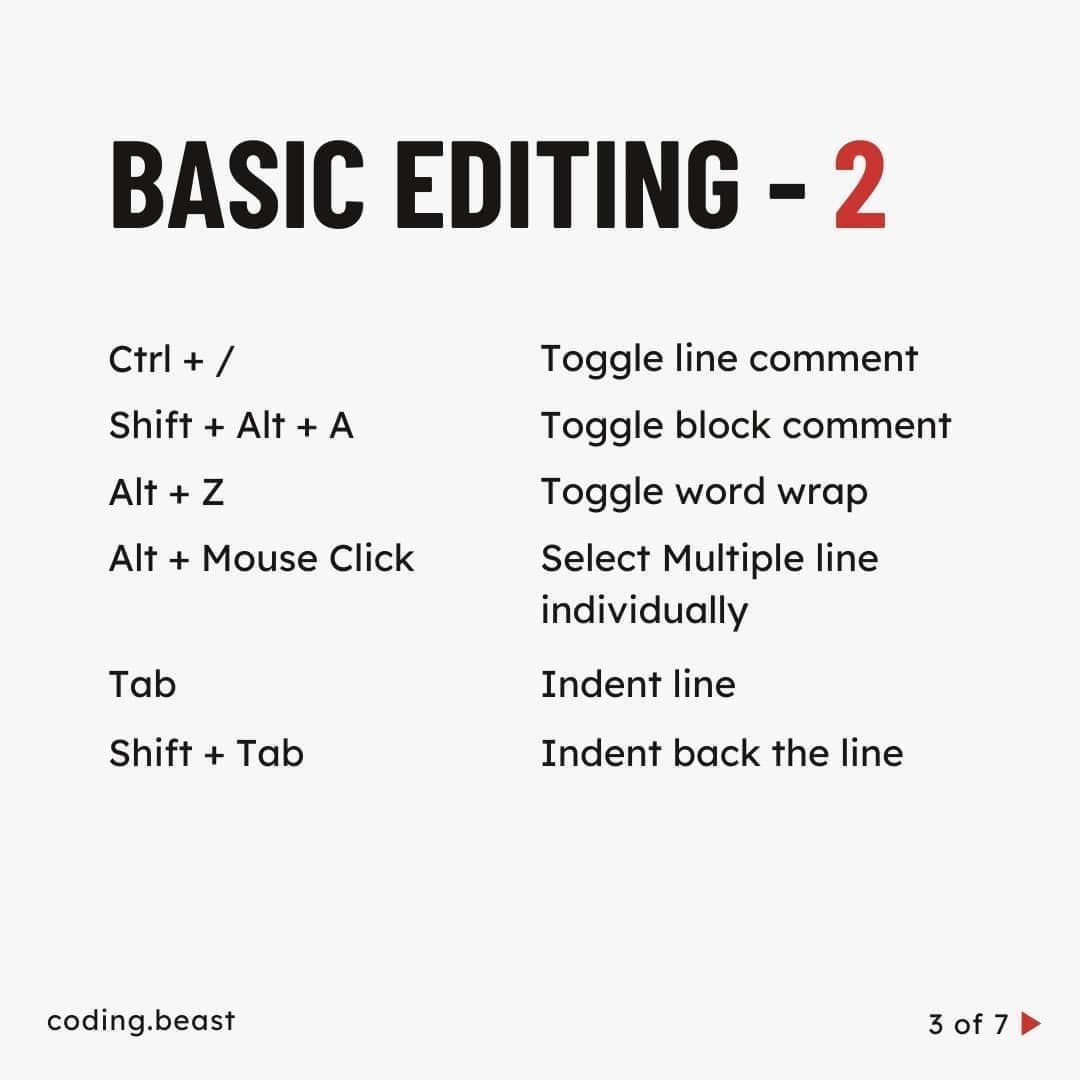 BASIC EDITING - 2
Ctrl + / Toggle line comment
Shift + Alt + A Toggle block comment
Alt + Z Toggle word wrap
Alt + Mouse Click Select Multiple line
individually
Tab Indent line
Shift + Tab Indent back the line
coding.beast 3 of 7